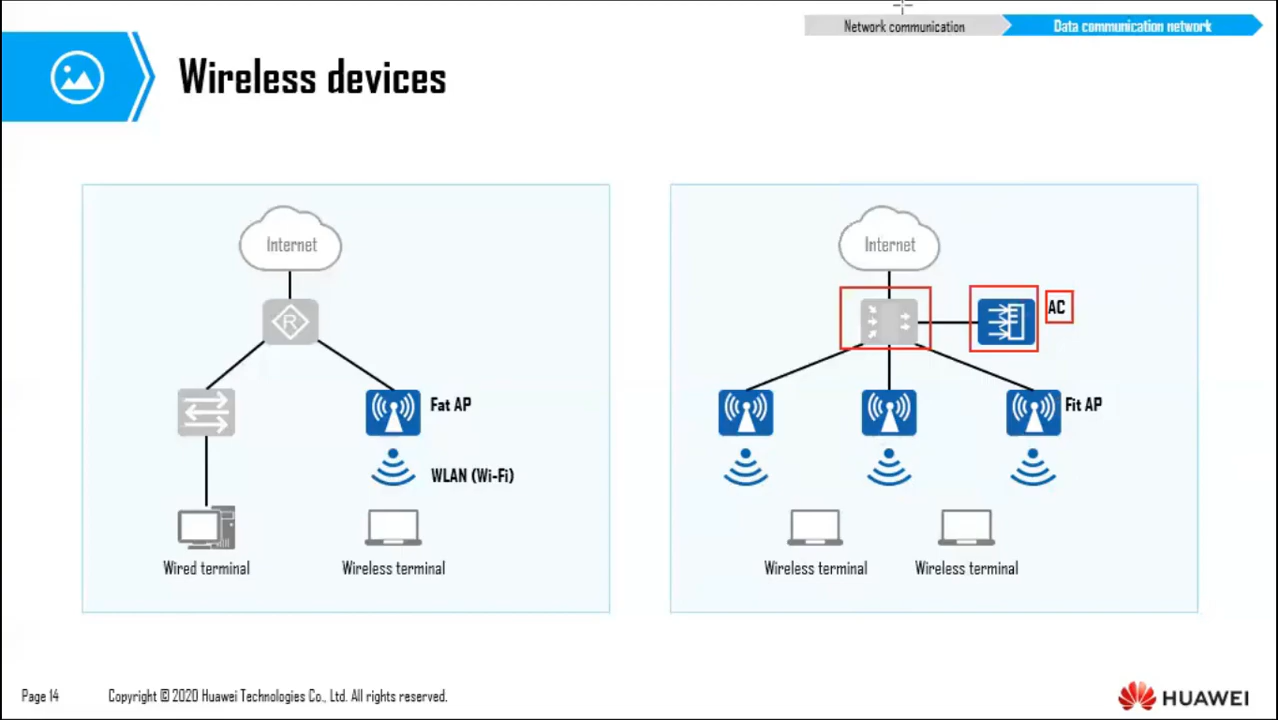 Network communication
Data communication network
Wireless devices
Internet
R
Fat AP
WLAN (Wi-Fi)
Wired terminal
Wireless terminal
Internet
AC
Fit AP
Wireless terminal
Wireless terminal
Page 14
Copyright © 2020 Huawei Technologies Co., Ltd. All rights reserved.
HUAWEI